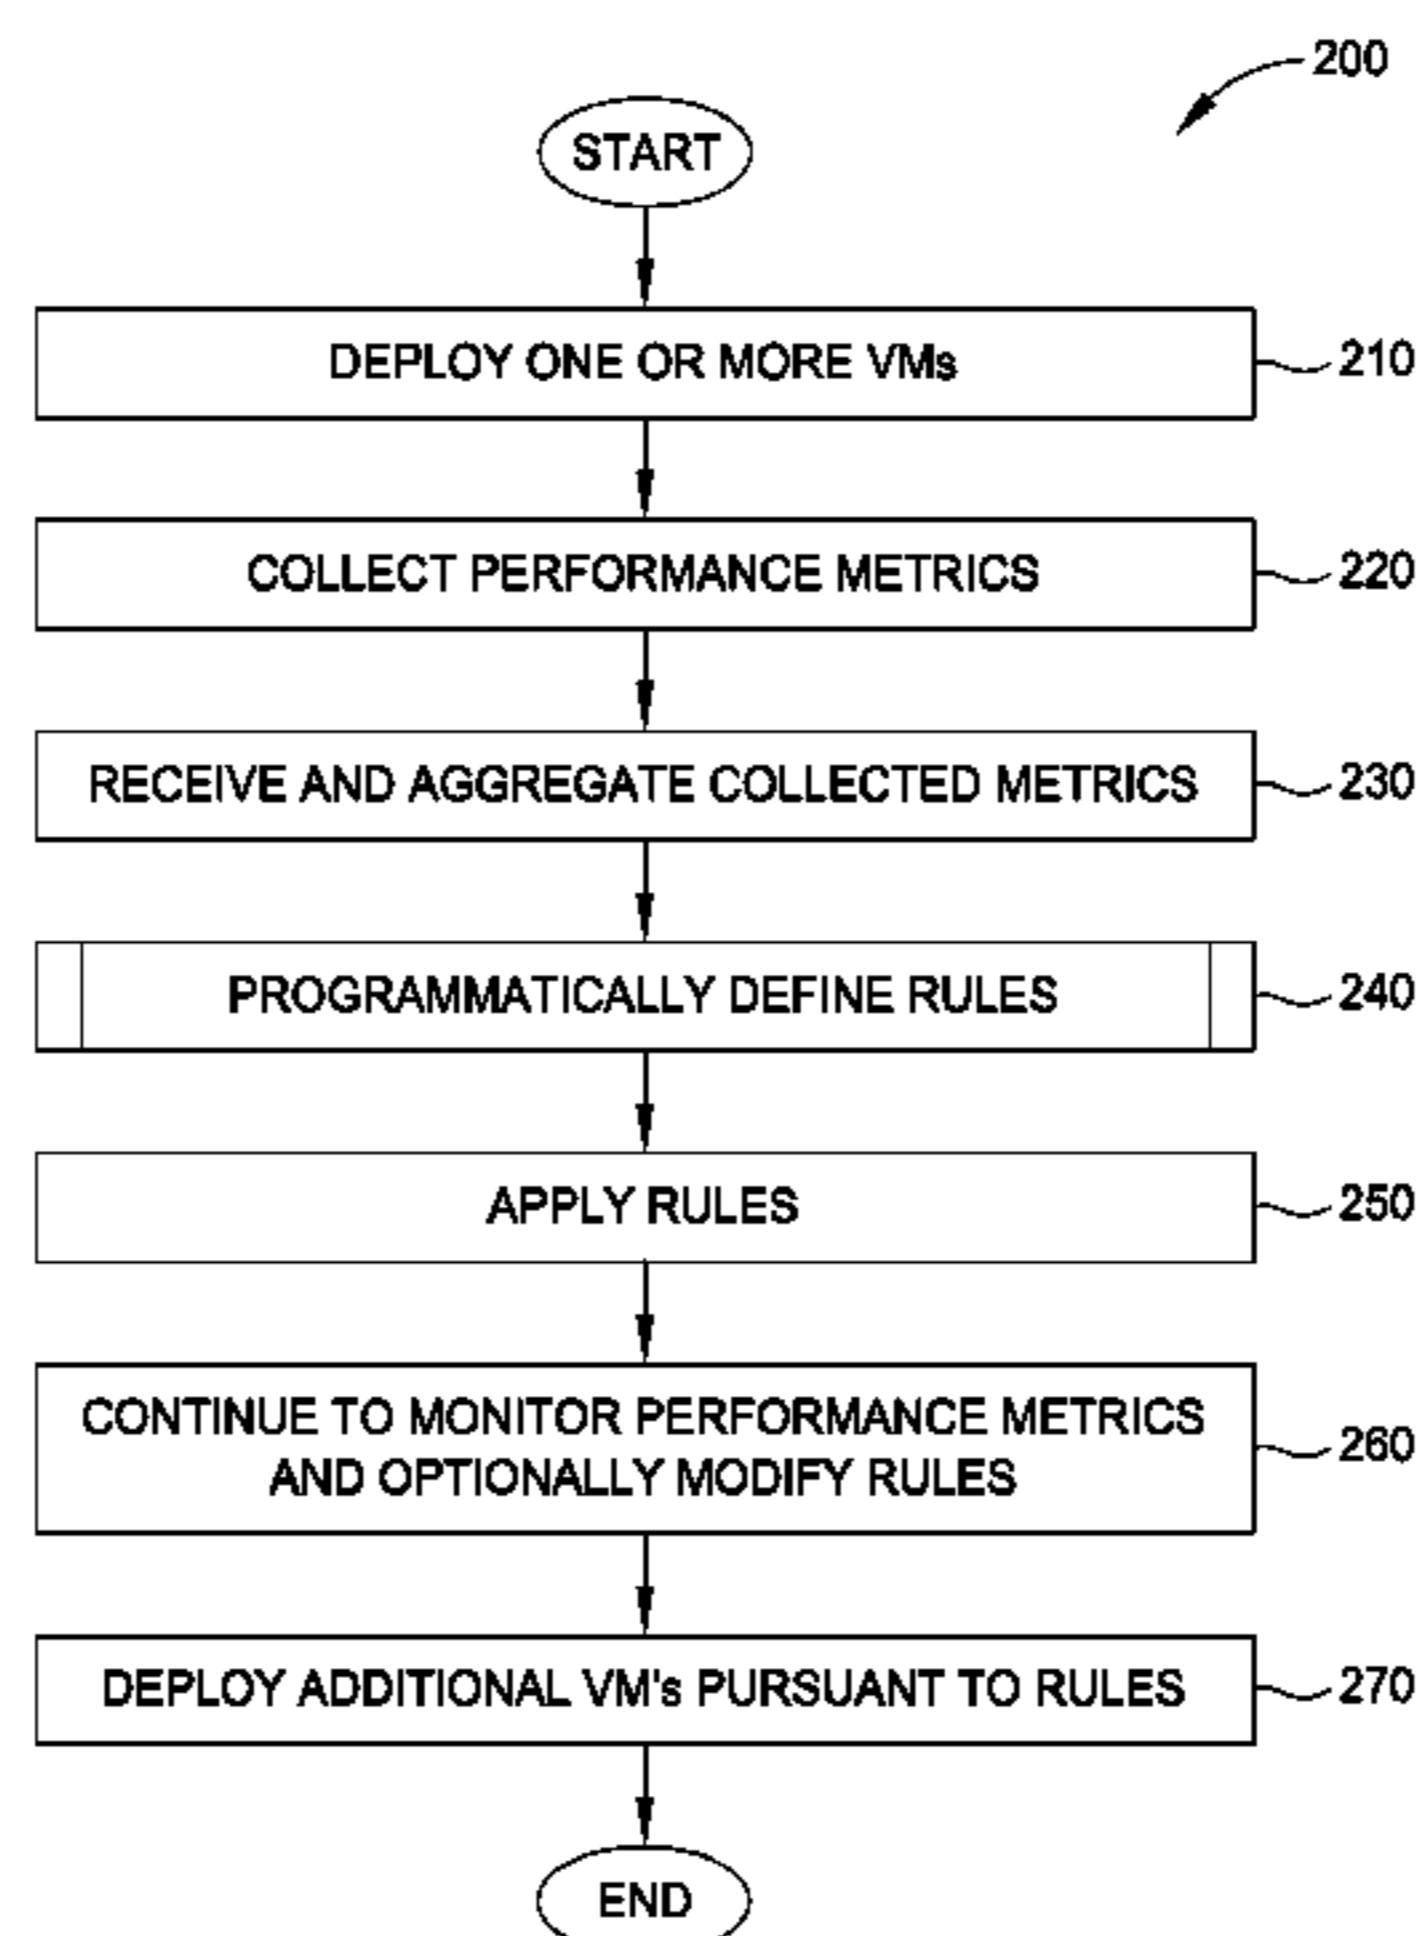 200
START
DEPLOY ONE OR MORE VMs
210
COLLECT PERFORMANCE METRICS
220
RECEIVE AND AGGREGATE COLLECTED METRICS
230
PROGRAMMATICALLY DEFINE RULES
240
APPLY RULES
250
CONTINUE TO MONITOR PERFORMANCE METRICS
AND OPTIONALLY MODIFY RULES
260
DEPLOY ADDITIONAL VM's PURSUANT TO RULES
270
END